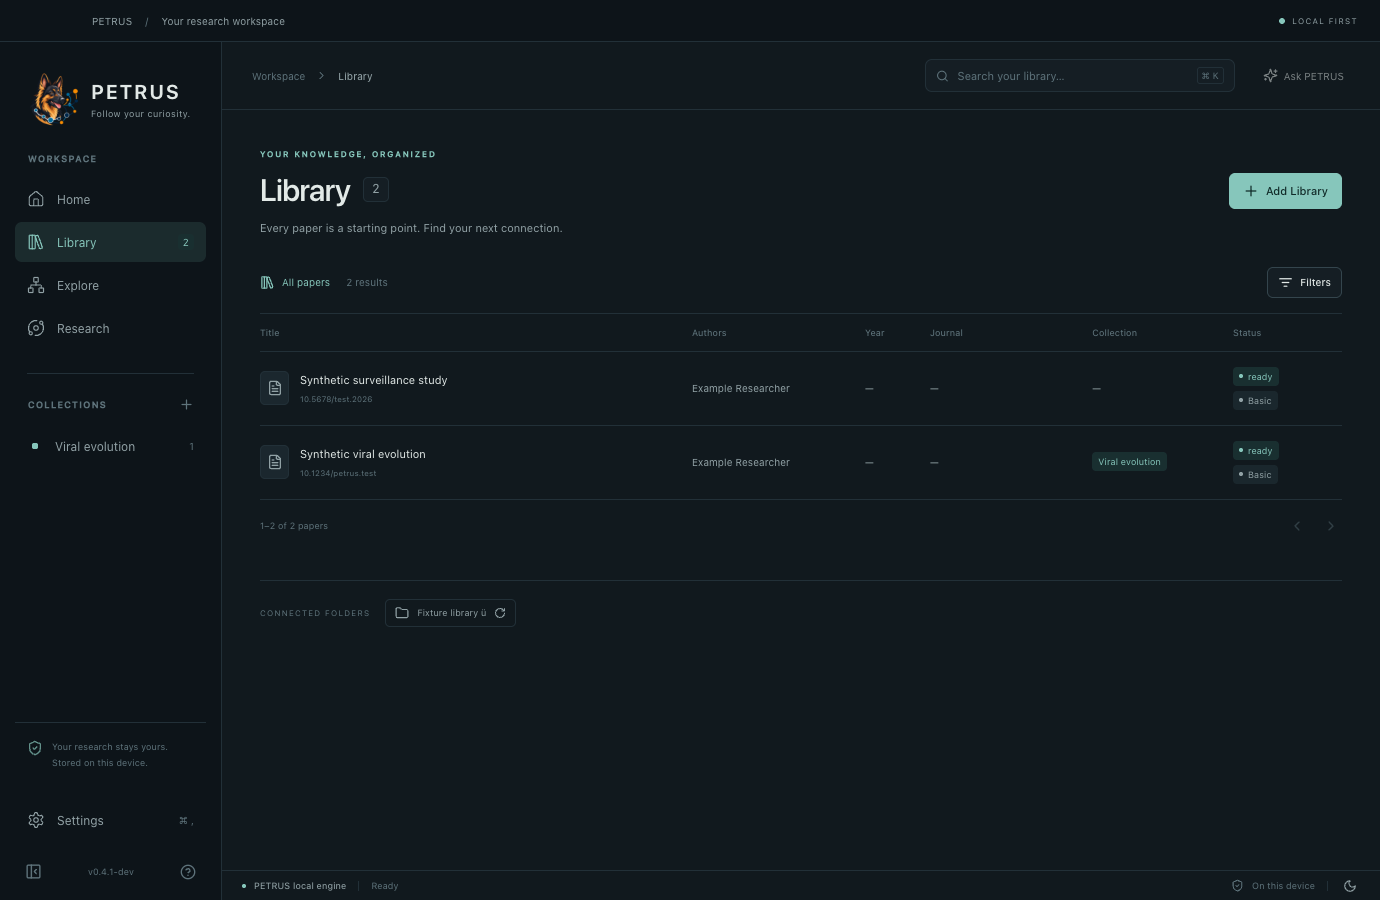 PETRUS / Your research workspace
LOCAL FIRST
PETRUS
Follow your curiosity.
WORKSPACE
Home
Library 2
Explore
Research
COLLECTIONS
Viral evolution 1
Your research stays yours.
Stored on this device.
Settings ⌘ ,
v0.4.1-dev
Workspace > Library
Search your library... ⌘ K
Ask PETRUS
YOUR KNOWLEDGE, ORGANIZED
Library 2
Add Library
Every paper is a starting point. Find your next connection.
All papers 2 results
Filters
Title Authors Year Journal Collection Status
Synthetic surveillance study
10.5678/test.2026
Example Researcher — — —
ready
Basic
Synthetic viral evolution
10.1234/petrus.test
Example Researcher — — Viral evolution
ready
Basic
1–2 of 2 papers
CONNECTED FOLDERS Fixture library ü
PETRUS local engine | Ready
On this device